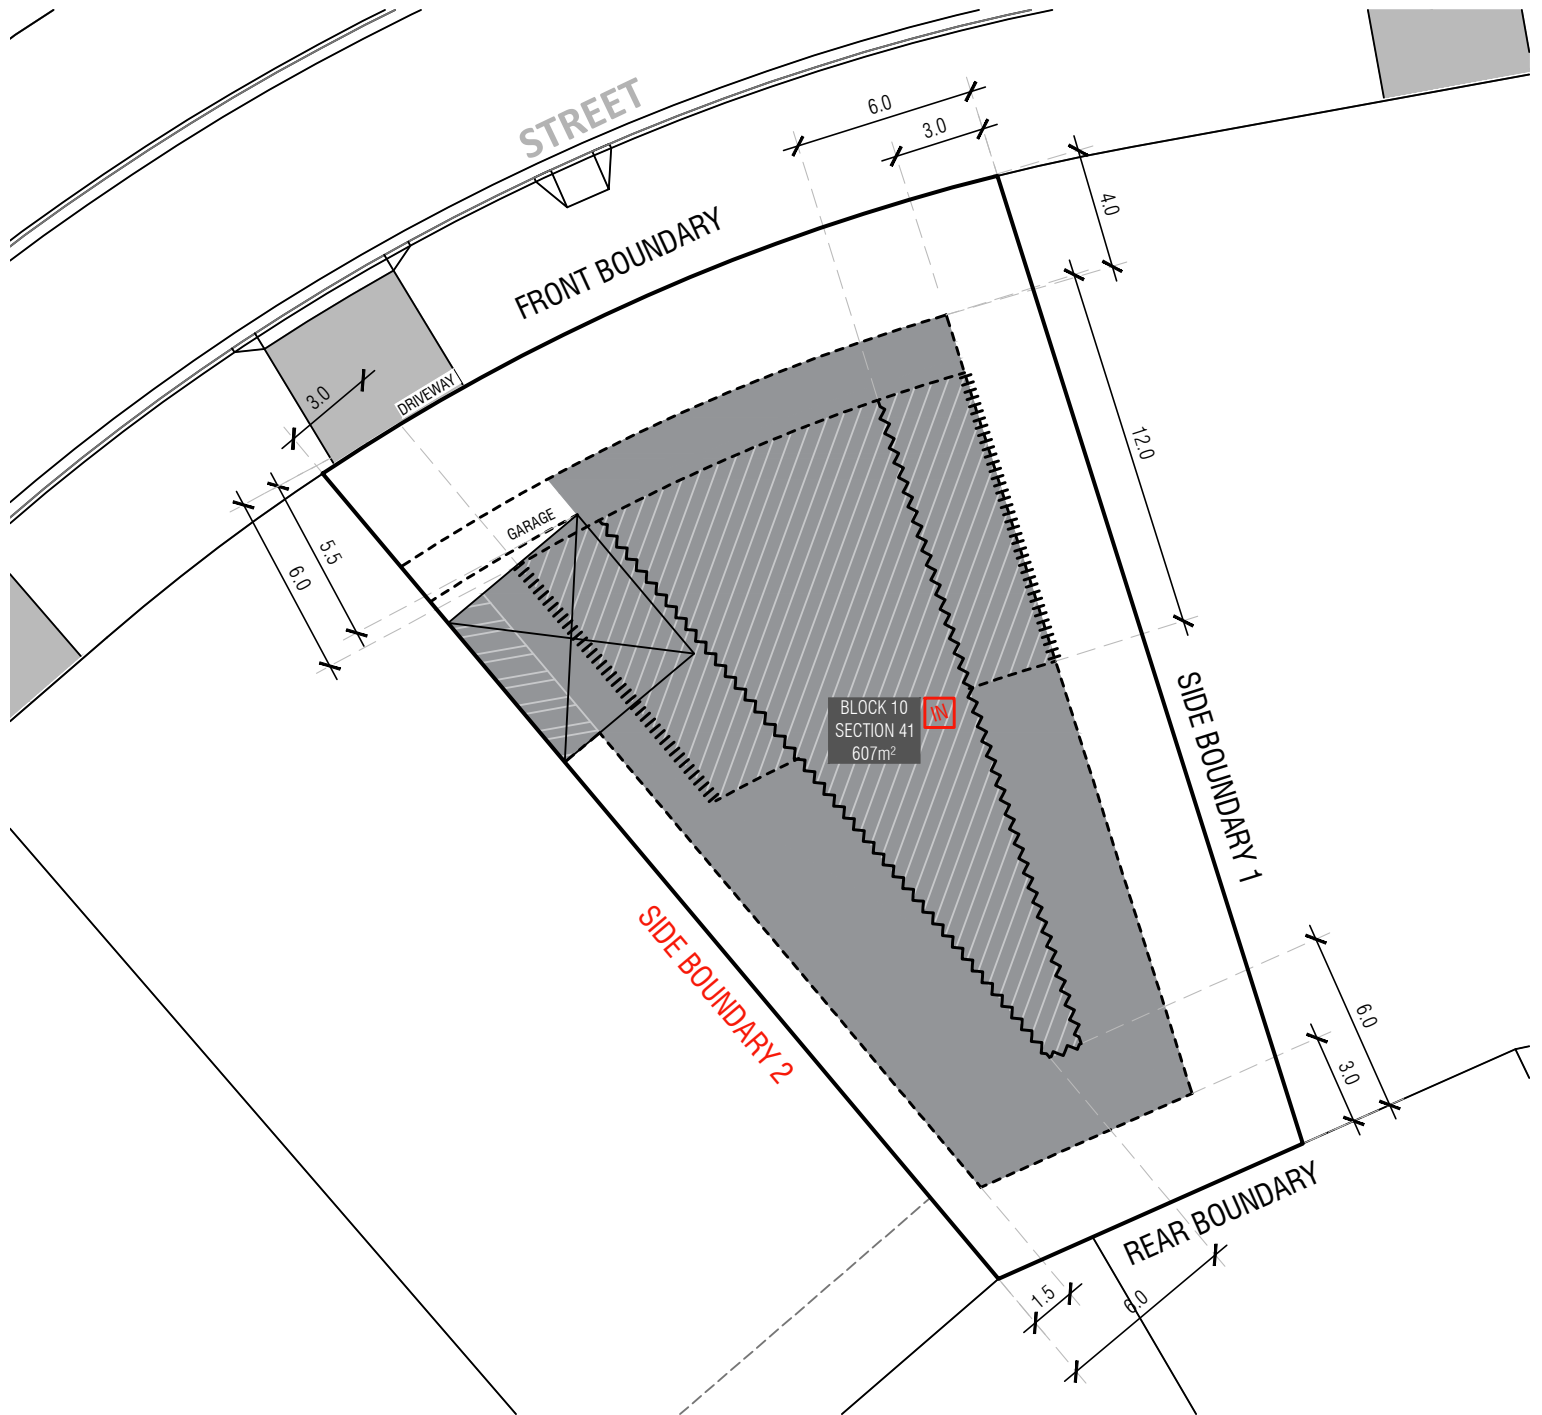 STREET
6.0
3.0
4.0
FRONT BOUNDARY
3.0
DRIVEWAY
12.0
GARAGE
5.5
6.0
BLOCK 10
SECTION 41
607m²
IN
SIDE BOUNDARY 1
SIDE BOUNDARY 2
6.0
3.0
REAR BOUNDARY
1.5
6.0